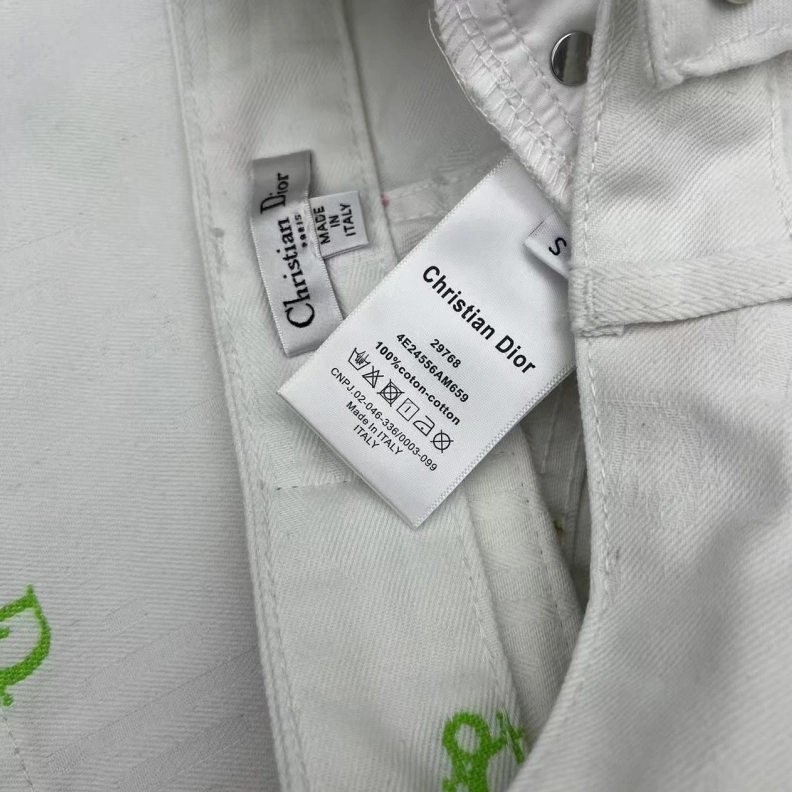 Christian Dior
PARIS
MADE
IN
ITALY
S
Christian Dior
29768
4E24556AM659
100%coton-cotton
CNPJ.02-046-336/0003-099
Made In ITALY
ITALY